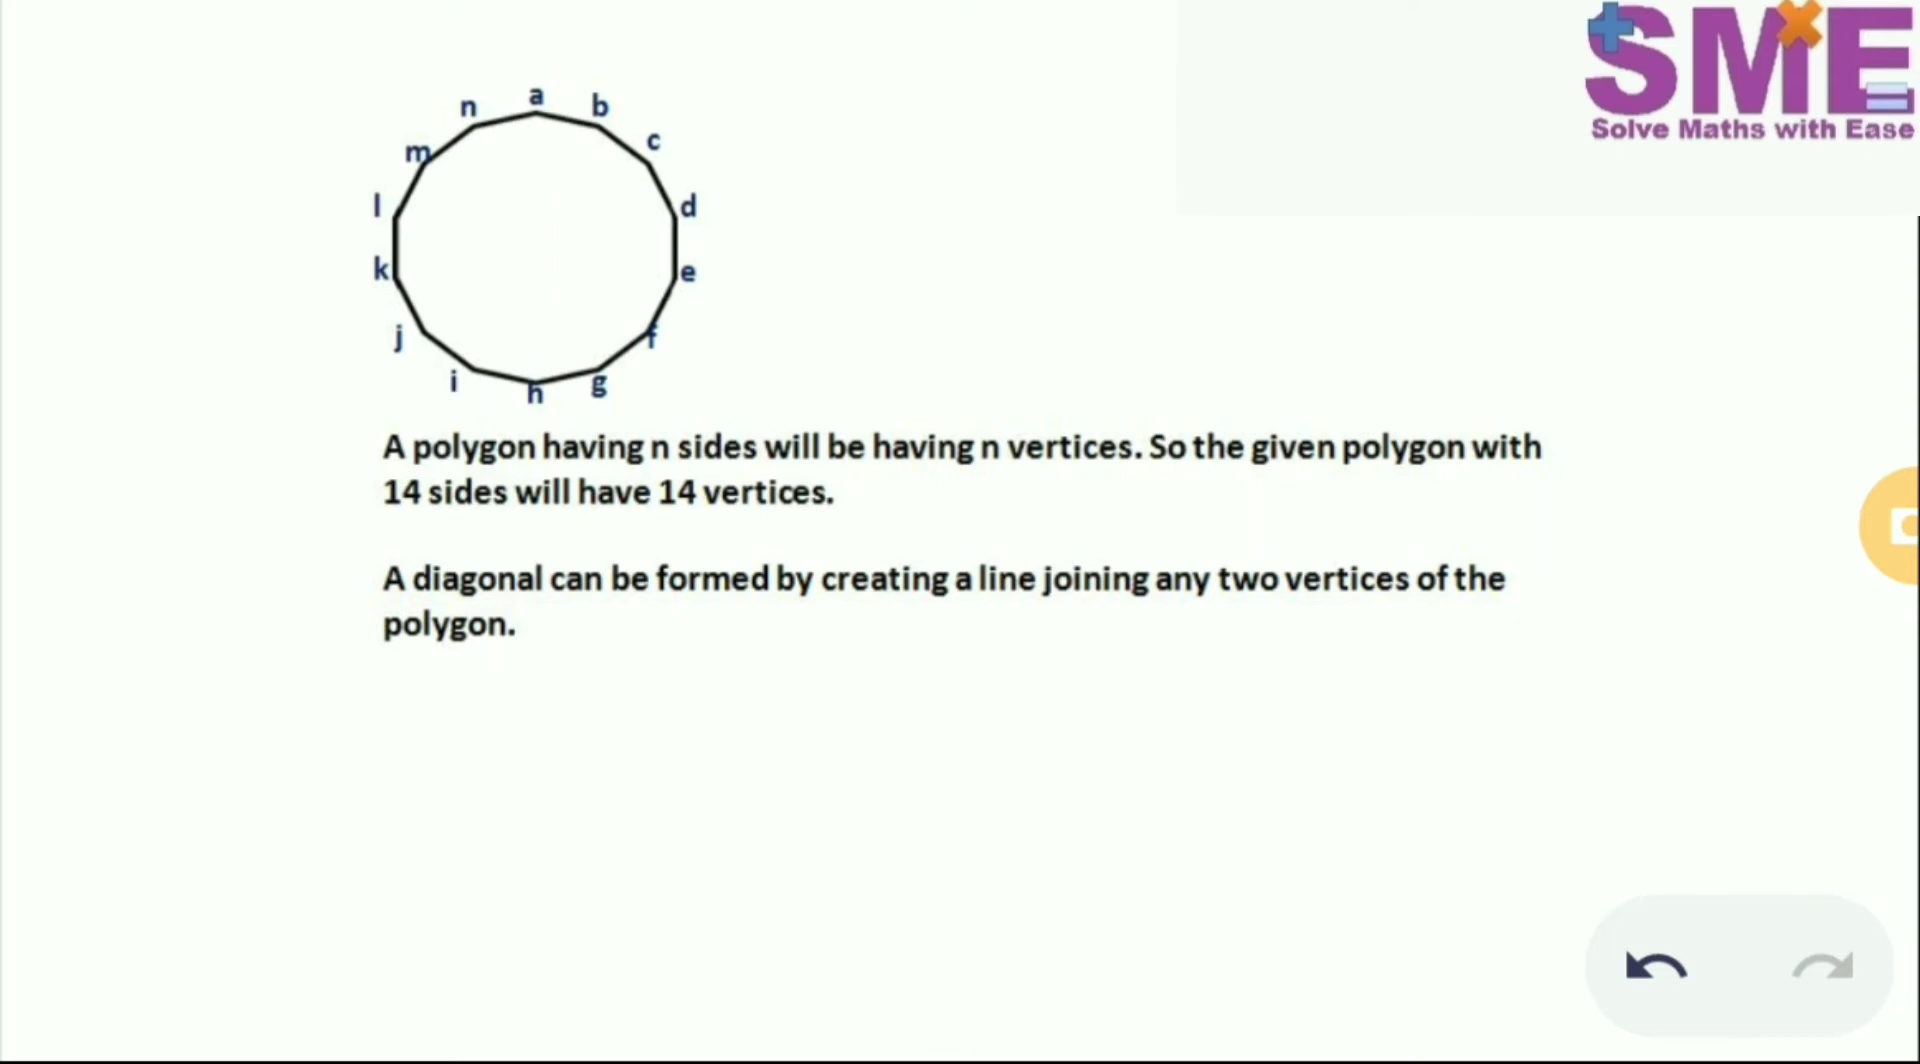 SME
Solve Maths with Ease
a
n
b
c
m
l
d
k
e
j
f
i
h
g
A polygon having n sides will be having n vertices. So the given polygon with
14 sides will have 14 vertices.
A diagonal can be formed by creating a line joining any two vertices of the
polygon.